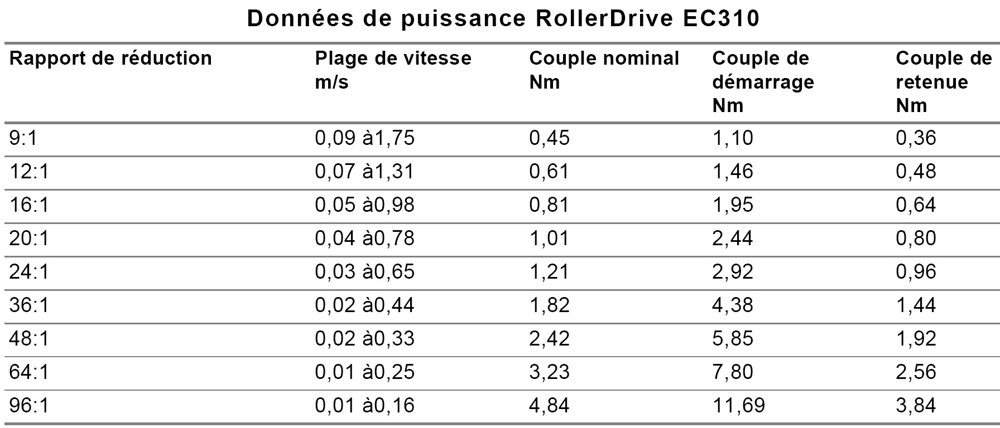 Données de puissance RollerDrive EC310
Rapport de réduction Plage de vitesse Couple nominal Couple de Couple de
m/s Nm démarrage retenue
Nm Nm
9:1 0,09 à1,75 0,45 1,10 0,36
12:1 0,07 à1,31 0,61 1,46 0,48
16:1 0,05 à0,98 0,81 1,95 0,64
20:1 0,04 à0,78 1,01 2,44 0,80
24:1 0,03 à0,65 1,21 2,92 0,96
36:1 0,02 à0,44 1,82 4,38 1,44
48:1 0,02 à0,33 2,42 5,85 1,92
64:1 0,01 à0,25 3,23 7,80 2,56
96:1 0,01 à0,16 4,84 11,69 3,84